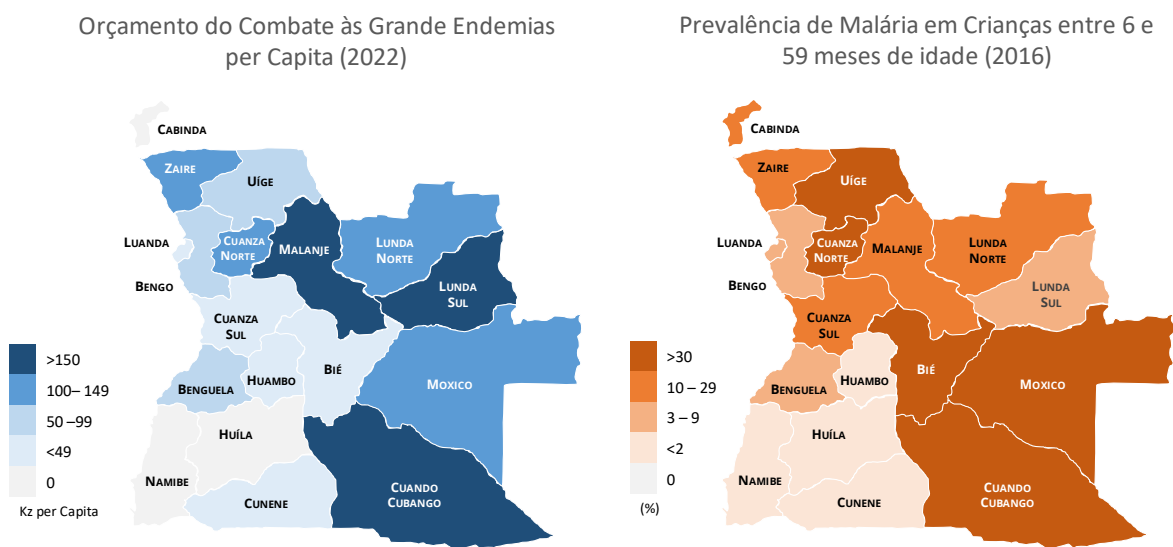 Orçamento do Combate às Grande Endemias
per Capita (2022)
CABINDA
ZAIRE
UÍGE
LUANDA
CUANZA
NORTE
MALANJE
LUNDA
NORTE
BENGO
LUNDA
SUL
CUANZA
SUL
BENGUELA
HUAMBO
BIÉ
MOXICO
HUÍLA
NAMIBE
CUNENE
CUANDO
CUBANGO
>150
100– 149
50 –99
<49
0
Kz per Capita
Prevalência de Malária em Crianças entre 6 e
59 meses de idade (2016)
CABINDA
ZAIRE
UÍGE
LUANDA
CUANZA
NORTE
MALANJE
LUNDA
NORTE
BENGO
LUNDA
SUL
CUANZA
SUL
BENGUELA
HUAMBO
BIÉ
MOXICO
HUÍLA
NAMIBE
CUNENE
CUANDO
CUBANGO
>30
10 – 29
3 – 9
<2
0
(%)